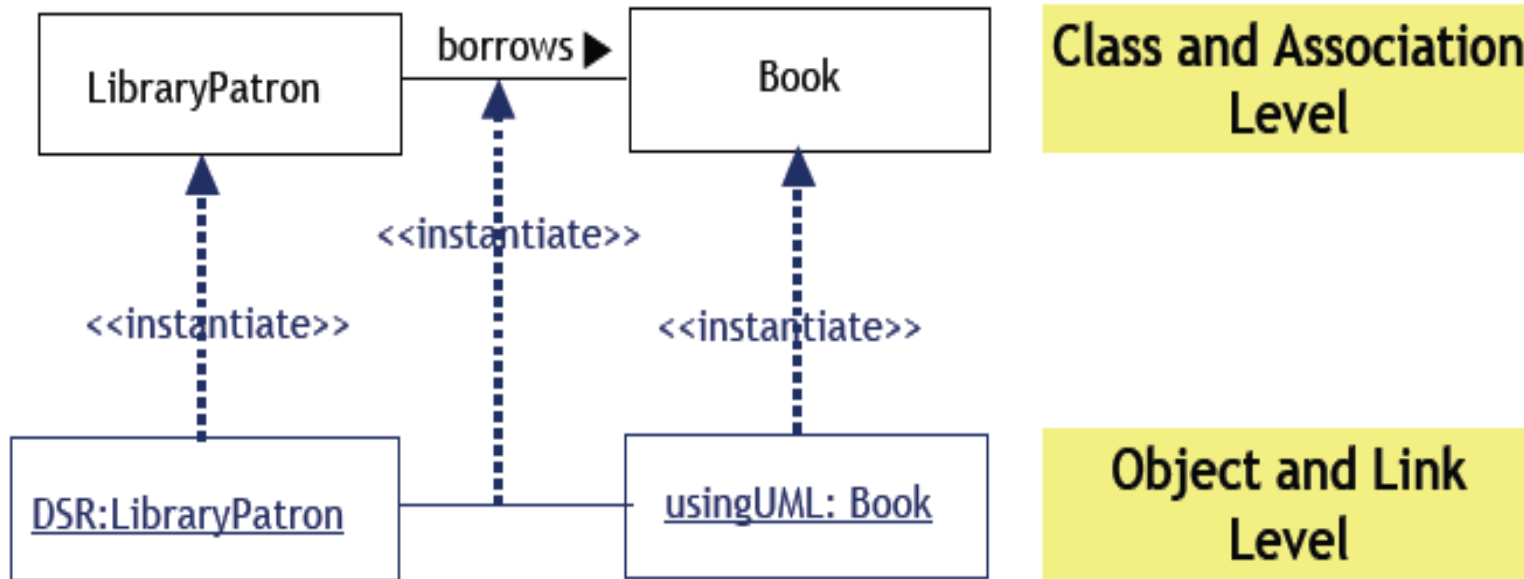 borrows ▶
LibraryPatron
Book
Class and Association
Level
<<instantiate>>
<<instantiate>>
<<instantiate>>
DSR:LibraryPatron
usingUML: Book
Object and Link
Level